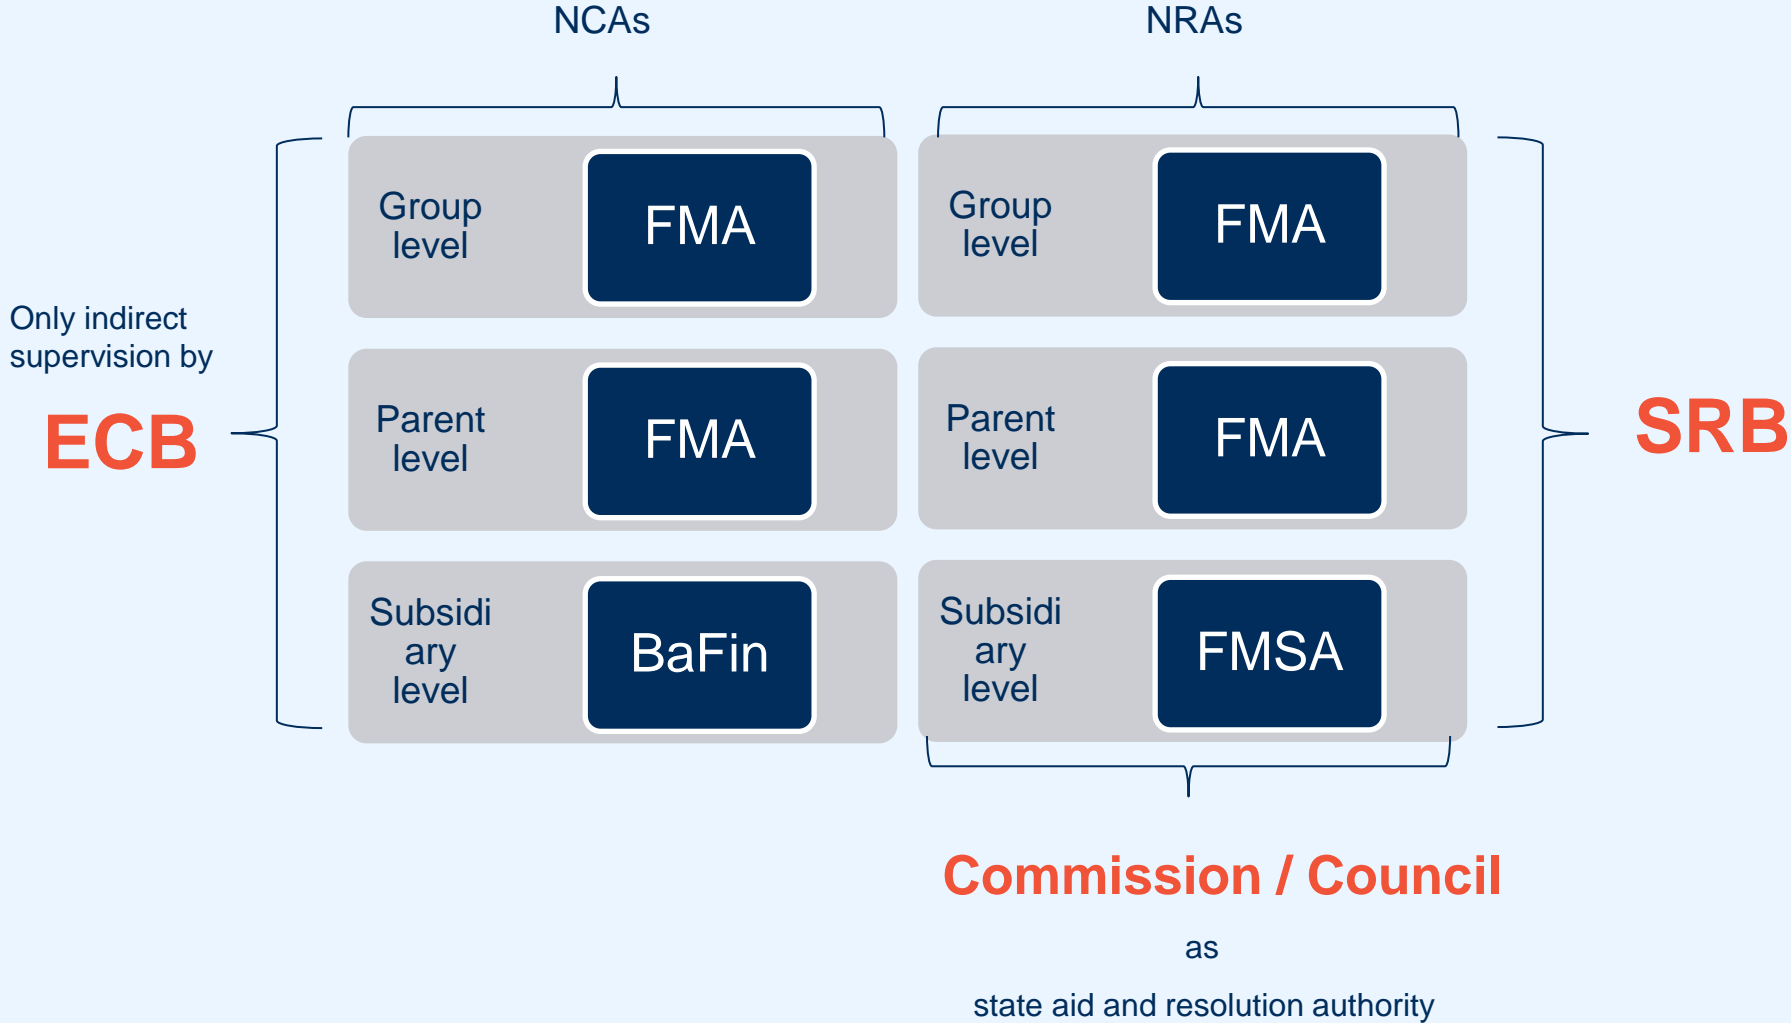 NCAs
NRAs
Only indirect
supervision by
ECB
Group
level
FMA
Parent
level
FMA
Subsidi
ary
level
BaFin
Group
level
FMA
Parent
level
FMA
Subsidi
ary
level
FMSA
SRB
Commission / Council
as
state aid and resolution authority